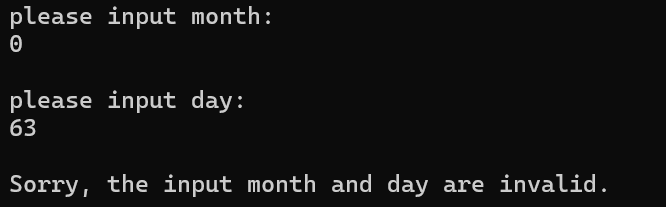 please input month:
0
please input day:
63
Sorry, the input month and day are invalid.